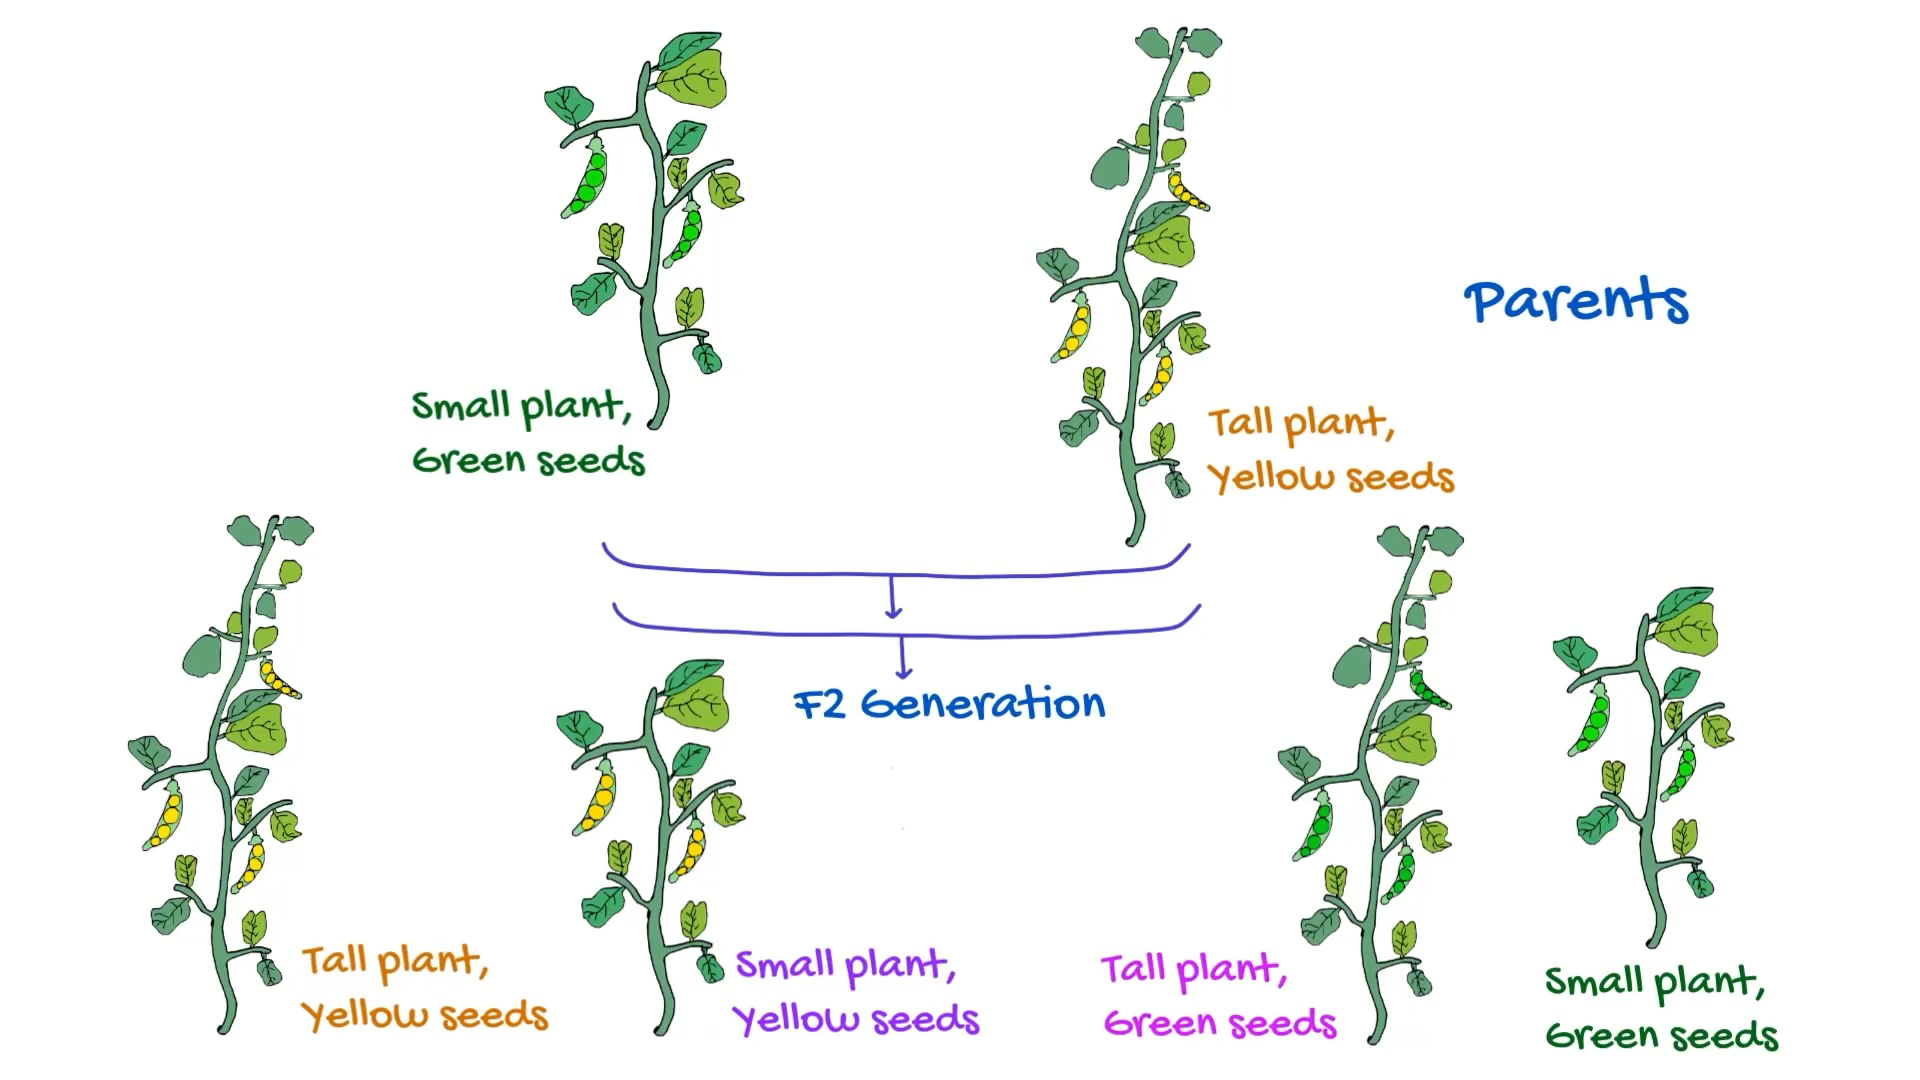 Parents
Small plant,
Green seeds
Tall plant,
Yellow seeds
F2 Generation
Tall plant,
Yellow seeds
Small plant,
Yellow seeds
Tall plant,
Green seeds
Small plant,
Green seeds